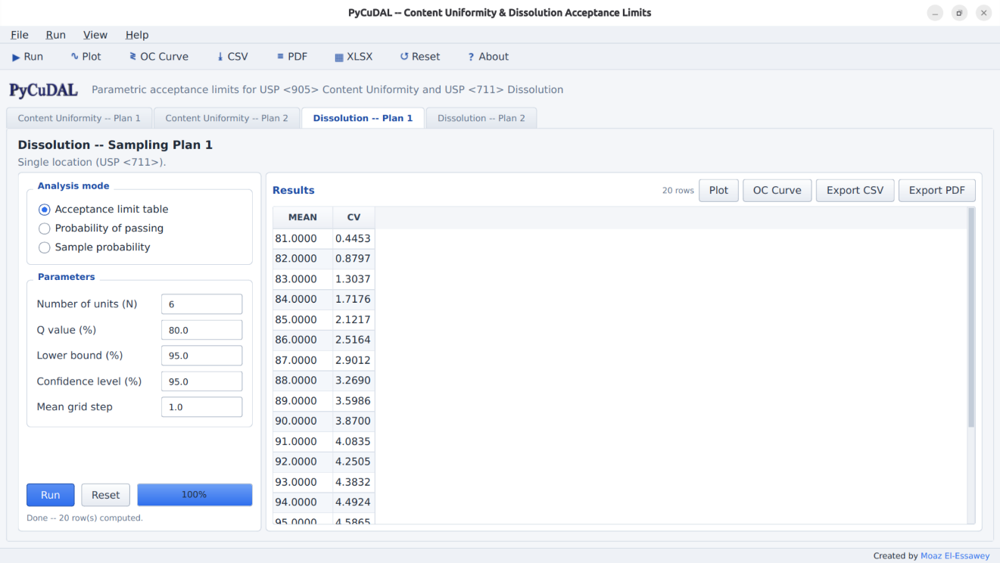 PyCuDAL -- Content Uniformity & Dissolution Acceptance Limits
File Run View Help
Run Plot OC Curve CSV PDF XLSX Reset ? About
PyCuDAL Parametric acceptance limits for USP <905> Content Uniformity and USP <711> Dissolution
Content Uniformity -- Plan 1 Content Uniformity -- Plan 2 Dissolution -- Plan 1 Dissolution -- Plan 2
Dissolution -- Sampling Plan 1
Single location (USP <711>).
Analysis mode
Acceptance limit table
Probability of passing
Sample probability
Parameters
Number of units (N) 6
Q value (%) 80.0
Lower bound (%) 95.0
Confidence level (%) 95.0
Mean grid step 1.0
Run Reset 100%
Done -- 20 row(s) computed.
Results 20 rows Plot OC Curve Export CSV Export PDF
MEAN CV
81.0000 0.4453
82.0000 0.8797
83.0000 1.3037
84.0000 1.7176
85.0000 2.1217
86.0000 2.5164
87.0000 2.9012
88.0000 3.2690
89.0000 3.5986
90.0000 3.8700
91.0000 4.0835
92.0000 4.2505
93.0000 4.3832
94.0000 4.4924
95.0000 4.5865
Created by Moaz El-Essawey